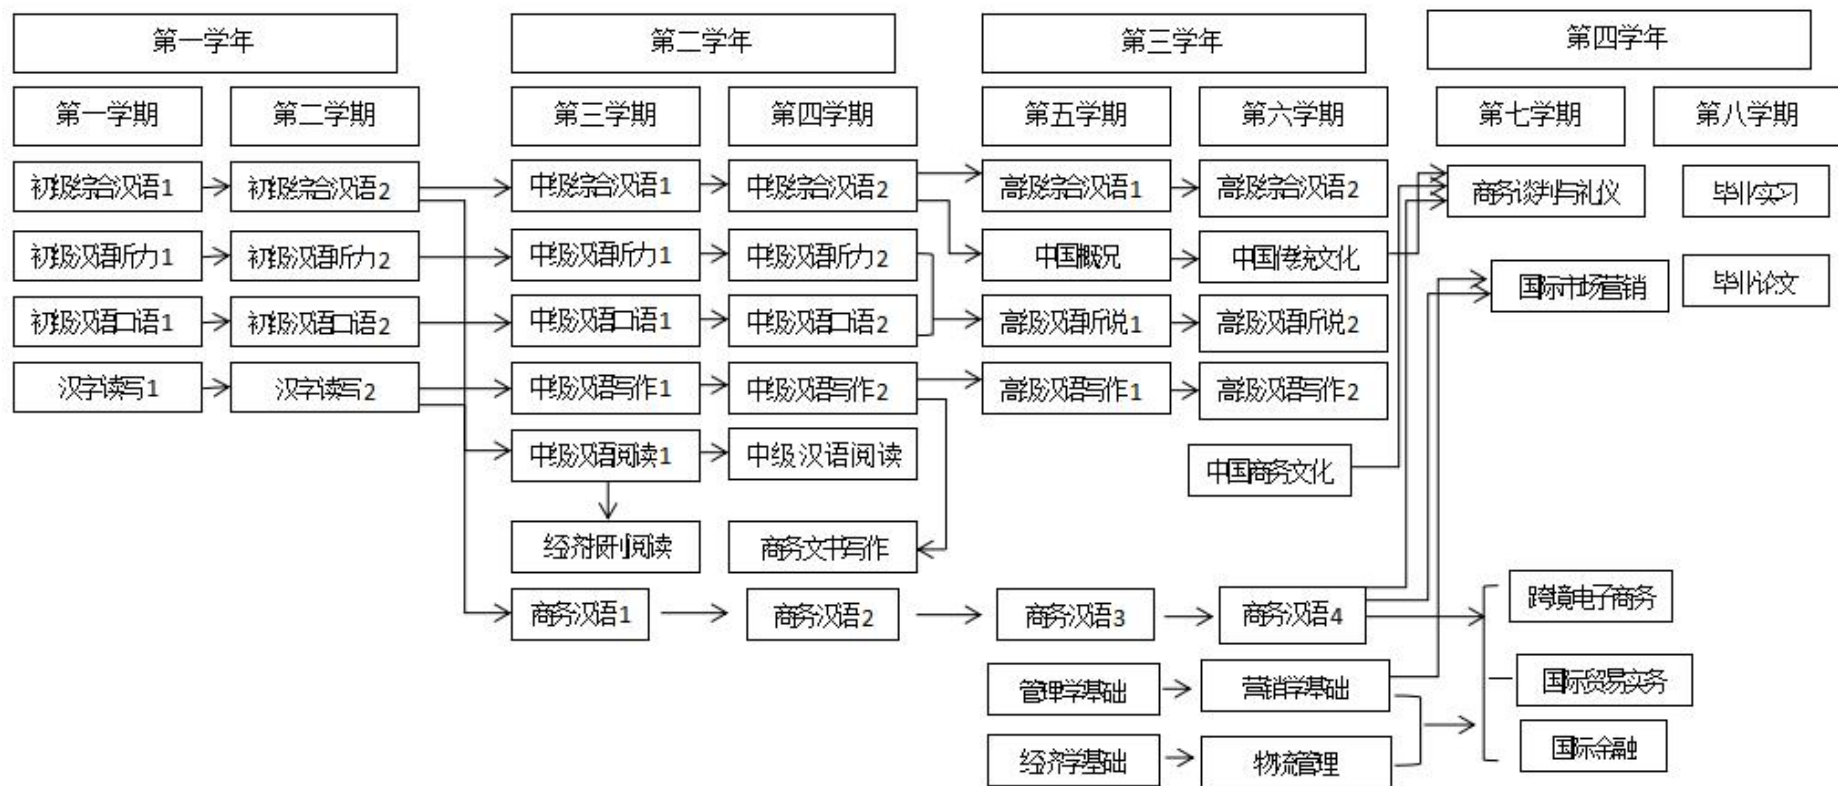 第一学年
第二学年
第三学年
第四学年
第一学期
第二学期
第三学期
第四学期
第五学期
第六学期
第七学期
第八学期
初级综合汉语1
初级综合汉语2
中级综合汉语1
中级综合汉语2
高级综合汉语1
高级综合汉语2
商务谈判与礼仪
毕业实习
初级汉语听力1
初级汉语听力2
中级汉语听力1
中级汉语听力2
中国概况
中国传统文化
国际市场营销
毕业论文
初级汉语口语1
初级汉语口语2
中级汉语口语1
中级汉语口语2
高级汉语听说1
高级汉语听说2
汉字读写1
汉字读写2
中级汉语写作1
中级汉语写作2
高级汉语写作1
高级汉语写作2
中级汉语阅读1
中级汉语阅读
中国商务文化
经济报刊阅读
商务文书写作
商务汉语1
商务汉语2
商务汉语3
商务汉语4
跨境电子商务
管理学基础
营销学基础
国际贸易实务
经济学基础
物流管理
国际金融